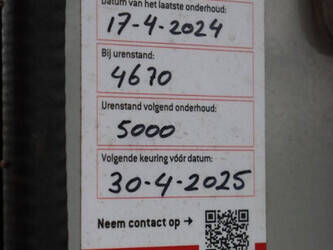 Datum van het laatste onderhoud:
17-4-2024
Bij urenstand:
4670
Urenstand volgend onderhoud:
5000
Volgende keuring vóór datum:
30-4-2025
Neem contact op →